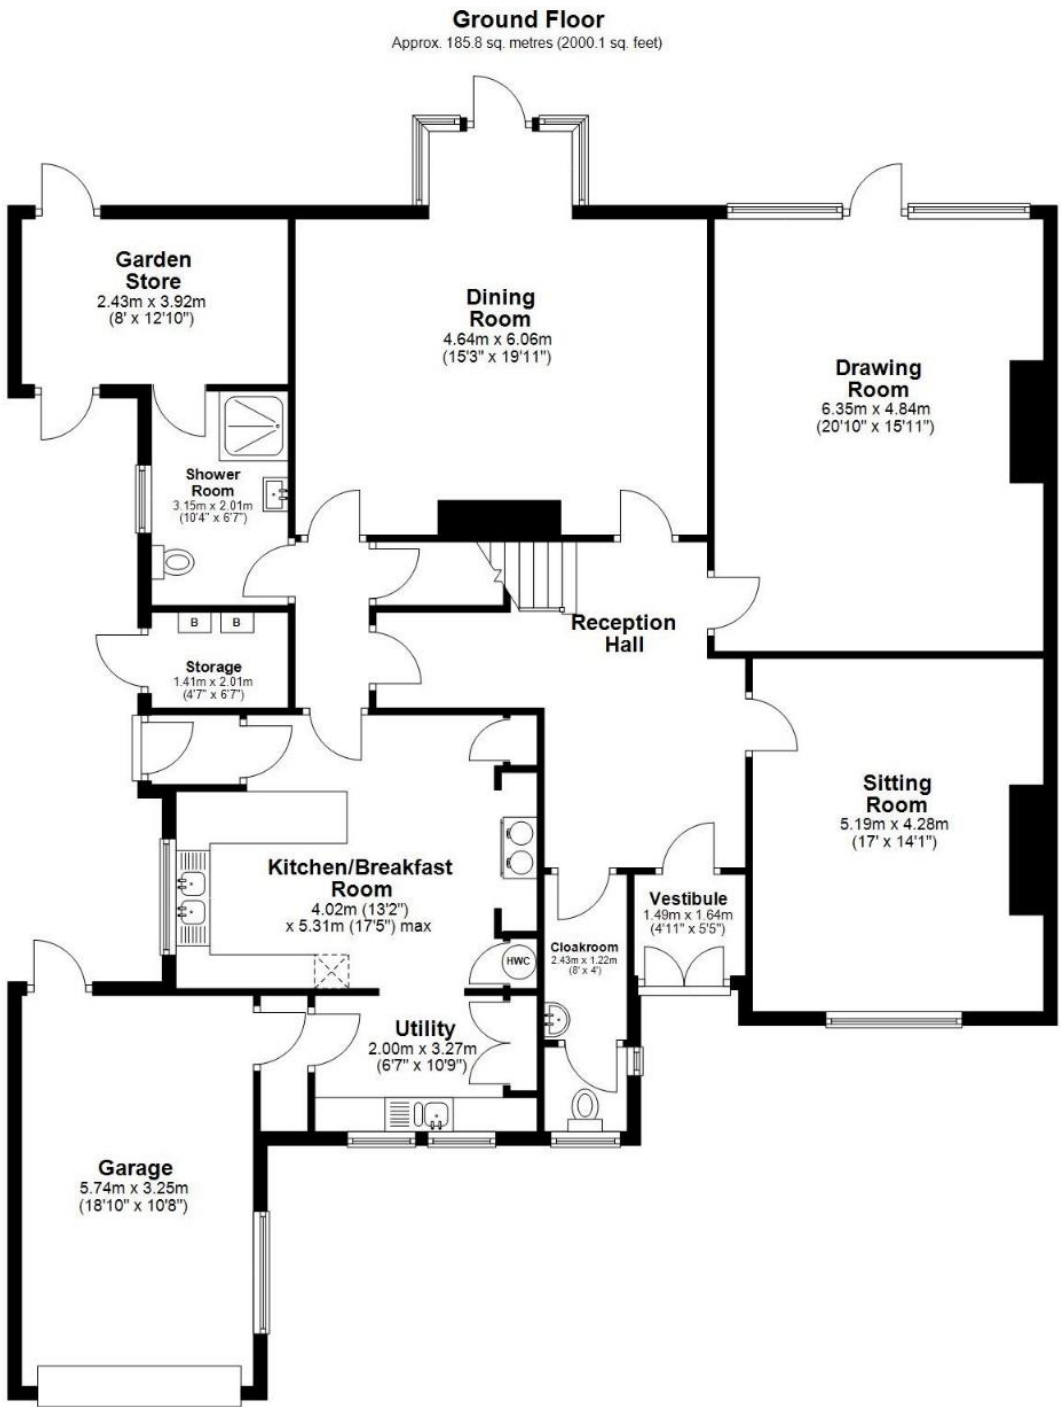 Ground Floor
Approx. 185.8 sq. metres (2000.1 sq. feet)
Garden
Store
2.43m x 3.92m
(8' x 12'10")
Dining
Room
4.64m x 6.06m
(15'3" x 19'11")
Drawing
Room
6.35m x 4.84m
(20'10" x 15'11")
Shower
Room
3.15m x 2.01m
(10'4" x 6'7")
Reception
Hall
B B
Storage
1.41m x 2.01m
(4'7" x 6'7")
Sitting
Room
5.19m x 4.28m
(17' x 14'1")
Kitchen/Breakfast
Room
4.02m (13'2")
x 5.31m (17'5") max
Vestibule
1.49m x 1.64m
(4'11" x 5'5")
Cloakroom
2.43m x 1.22m
(8' x 4')
HWC
Utility
2.00m x 3.27m
(6'7" x 10'9")
Garage
5.74m x 3.25m
(18'10" x 10'8")